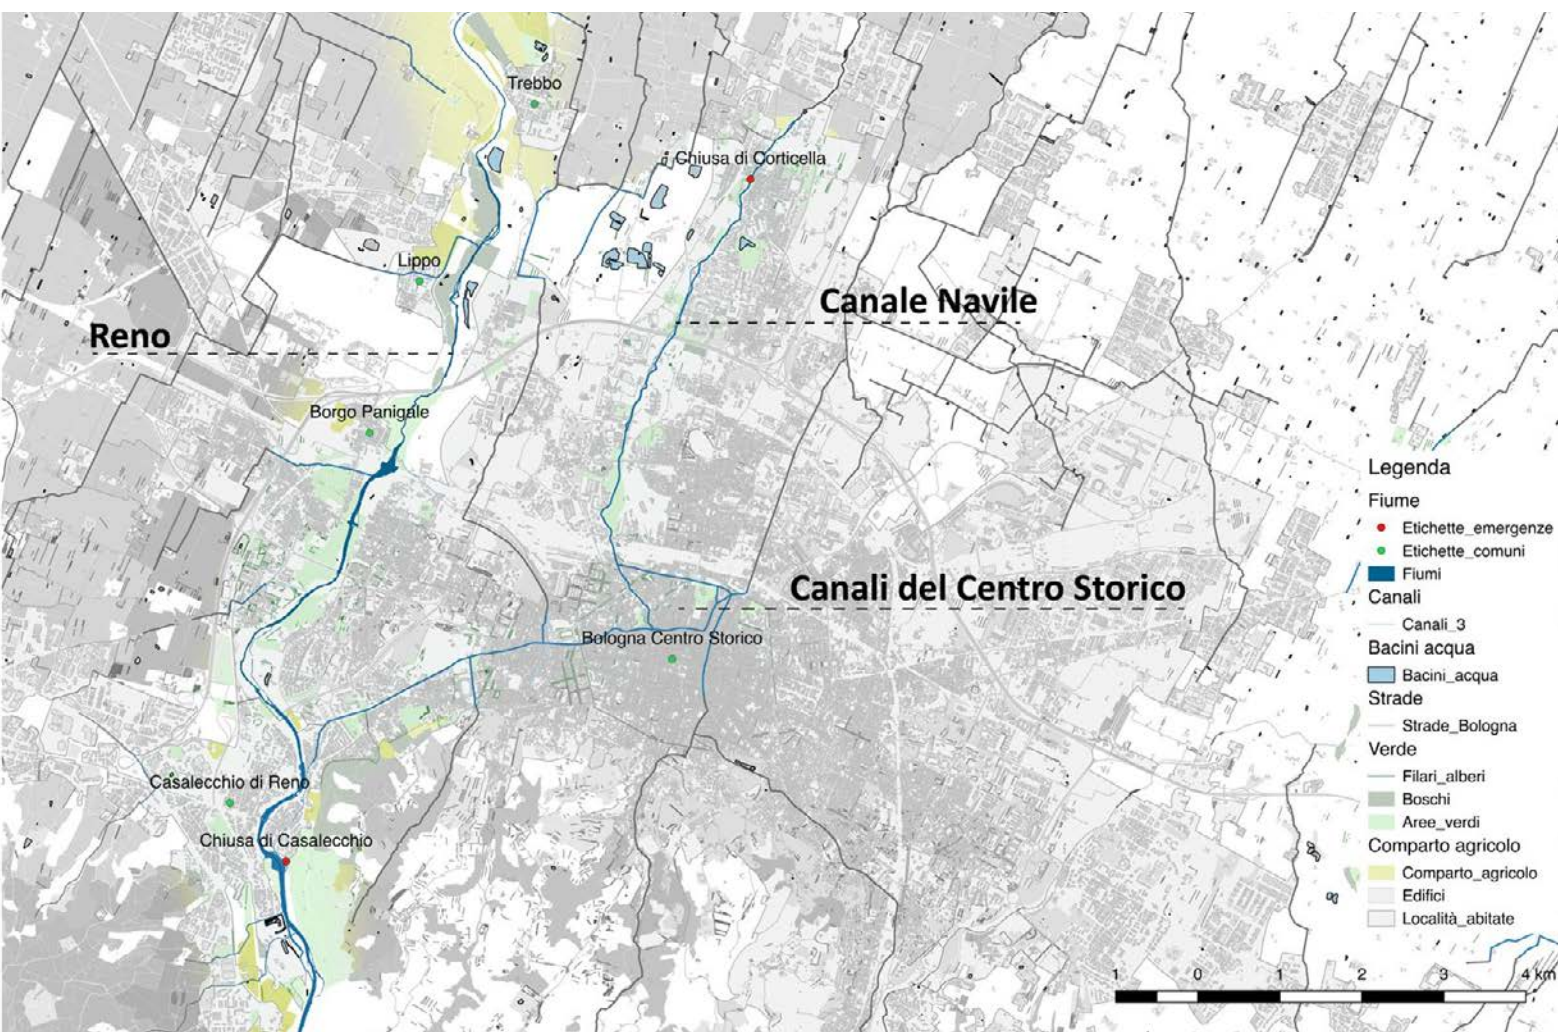 Trebbo
Chiusa di Corticella
Lippo
Canale Navile
Reno
Borgo Panigale
Canali del Centro Storico
Bologna Centro Storico
Casalecchio di Reno
Chiusa di Casalecchio
Legenda
Fiume
Etichette_emergenze
Etichette_comuni
Fiumi
Canali
Canali_3
Bacini acqua
Bacini_acqua
Strade
Strade_Bologna
Verde
Filari_alberi
Boschi
Aree_verdi
Comparto agricolo
Comparto_agricolo
Edifici
Località_abitate
1 0 1 2 3 4 km